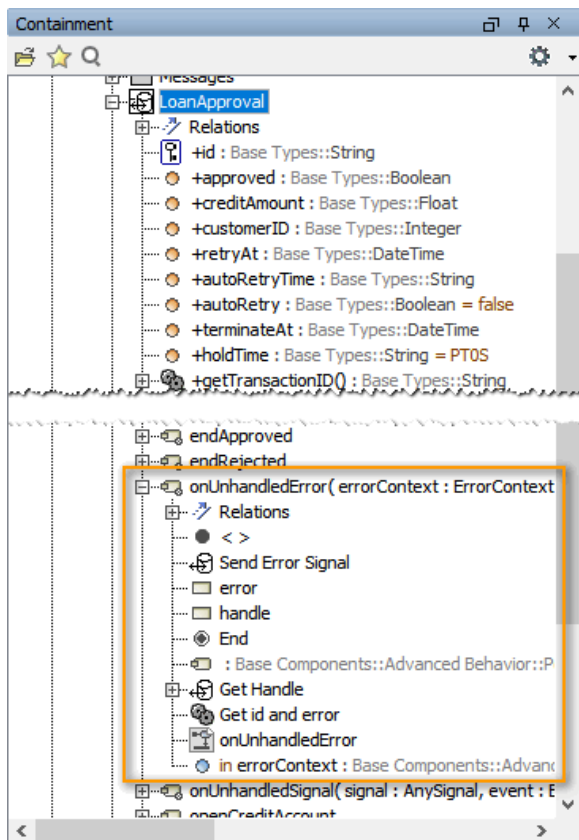 Containment
Messages
LoanApproval
Relations
+id : Base Types::String
+approved : Base Types::Boolean
+creditAmount : Base Types::Float
+customerID : Base Types::Integer
+retryAt : Base Types::DateTime
+autoRetryTime : Base Types::String
+autoRetry : Base Types::Boolean = false
+terminateAt : Base Types::DateTime
+holdTime : Base Types::String = PT0S
+getTransactionID() : Base Types::String
endApproved
endRejected
onUnhandledError( errorContext : ErrorContext
Relations
< >
Send Error Signal
error
handle
End
: Base Components::Advanced Behavior::P
Get Handle
Get id and error
onUnhandledError
in errorContext : Base Components::Advanc
onUnhandledSignal( signal : AnySignal, event : E
openCreditAccount